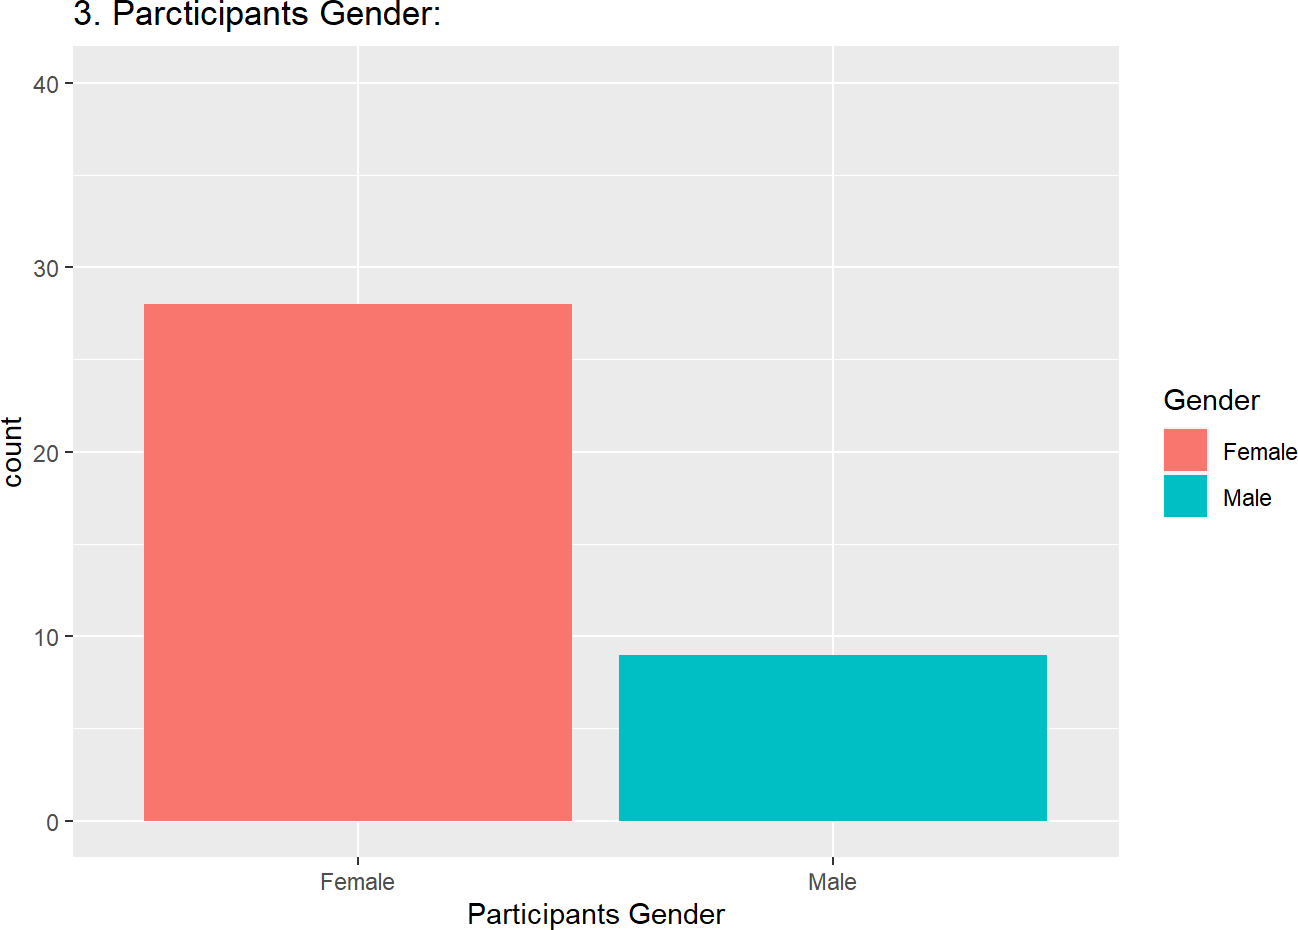 3. Parcticipants Gender:
40
30
20
10
0
count
Female
Male
Participants Gender
Gender
Female
Male